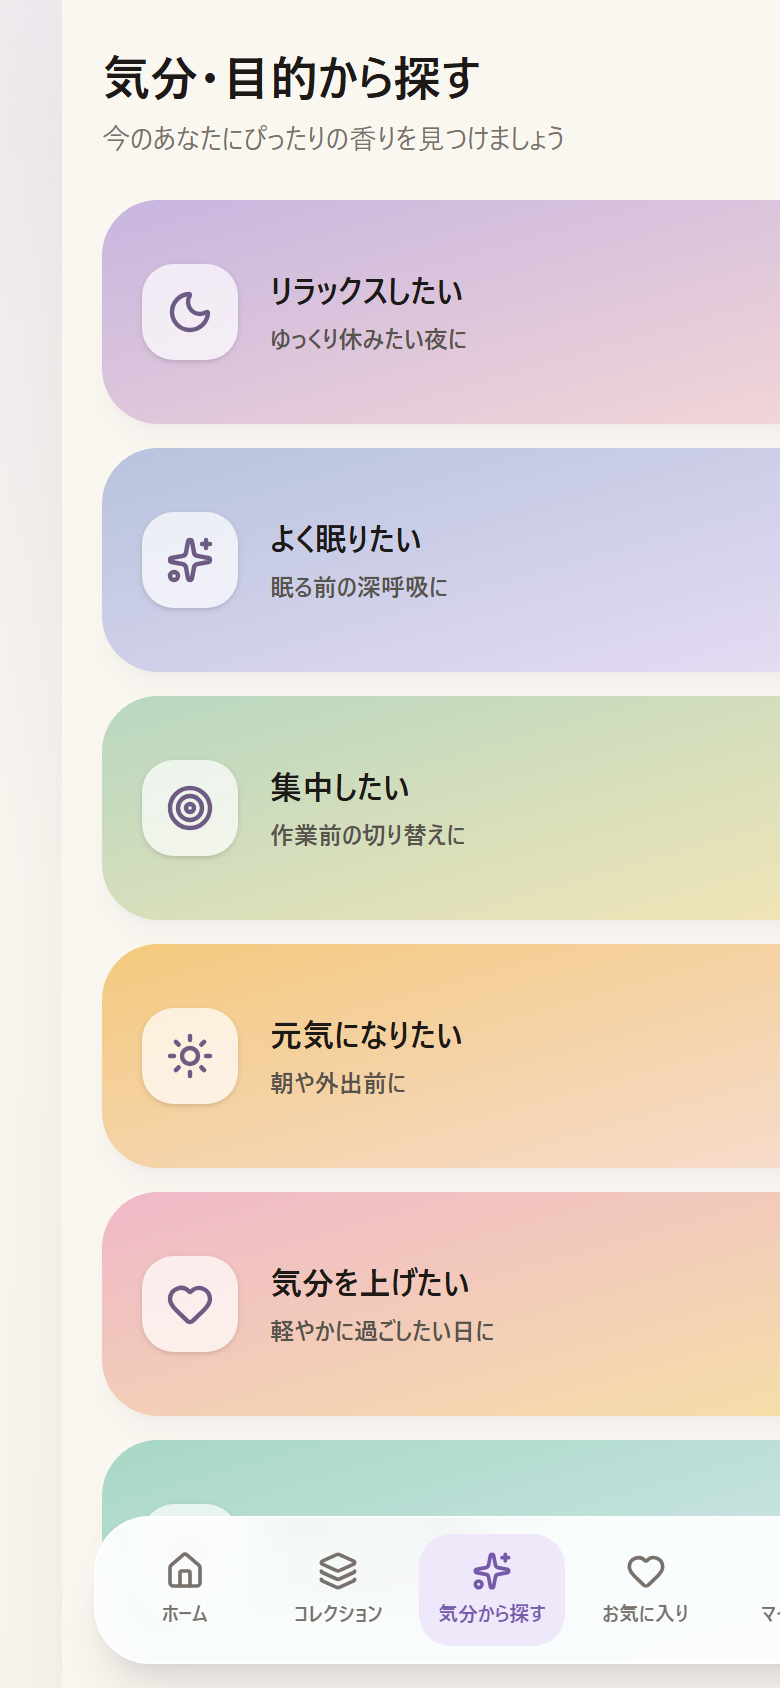 気分・目的から探す
今のあなたにぴったりの香りを見つけましょう
リラックスしたい
ゆっくり休みたい夜に
よく眠りたい
眠る前の深呼吸に
集中したい
作業前の切り替えに
元気になりたい
朝や外出前に
気分を上げたい
軽やかに過ごしたい日に
ホーム
コレクション
気分から探す
お気に入り